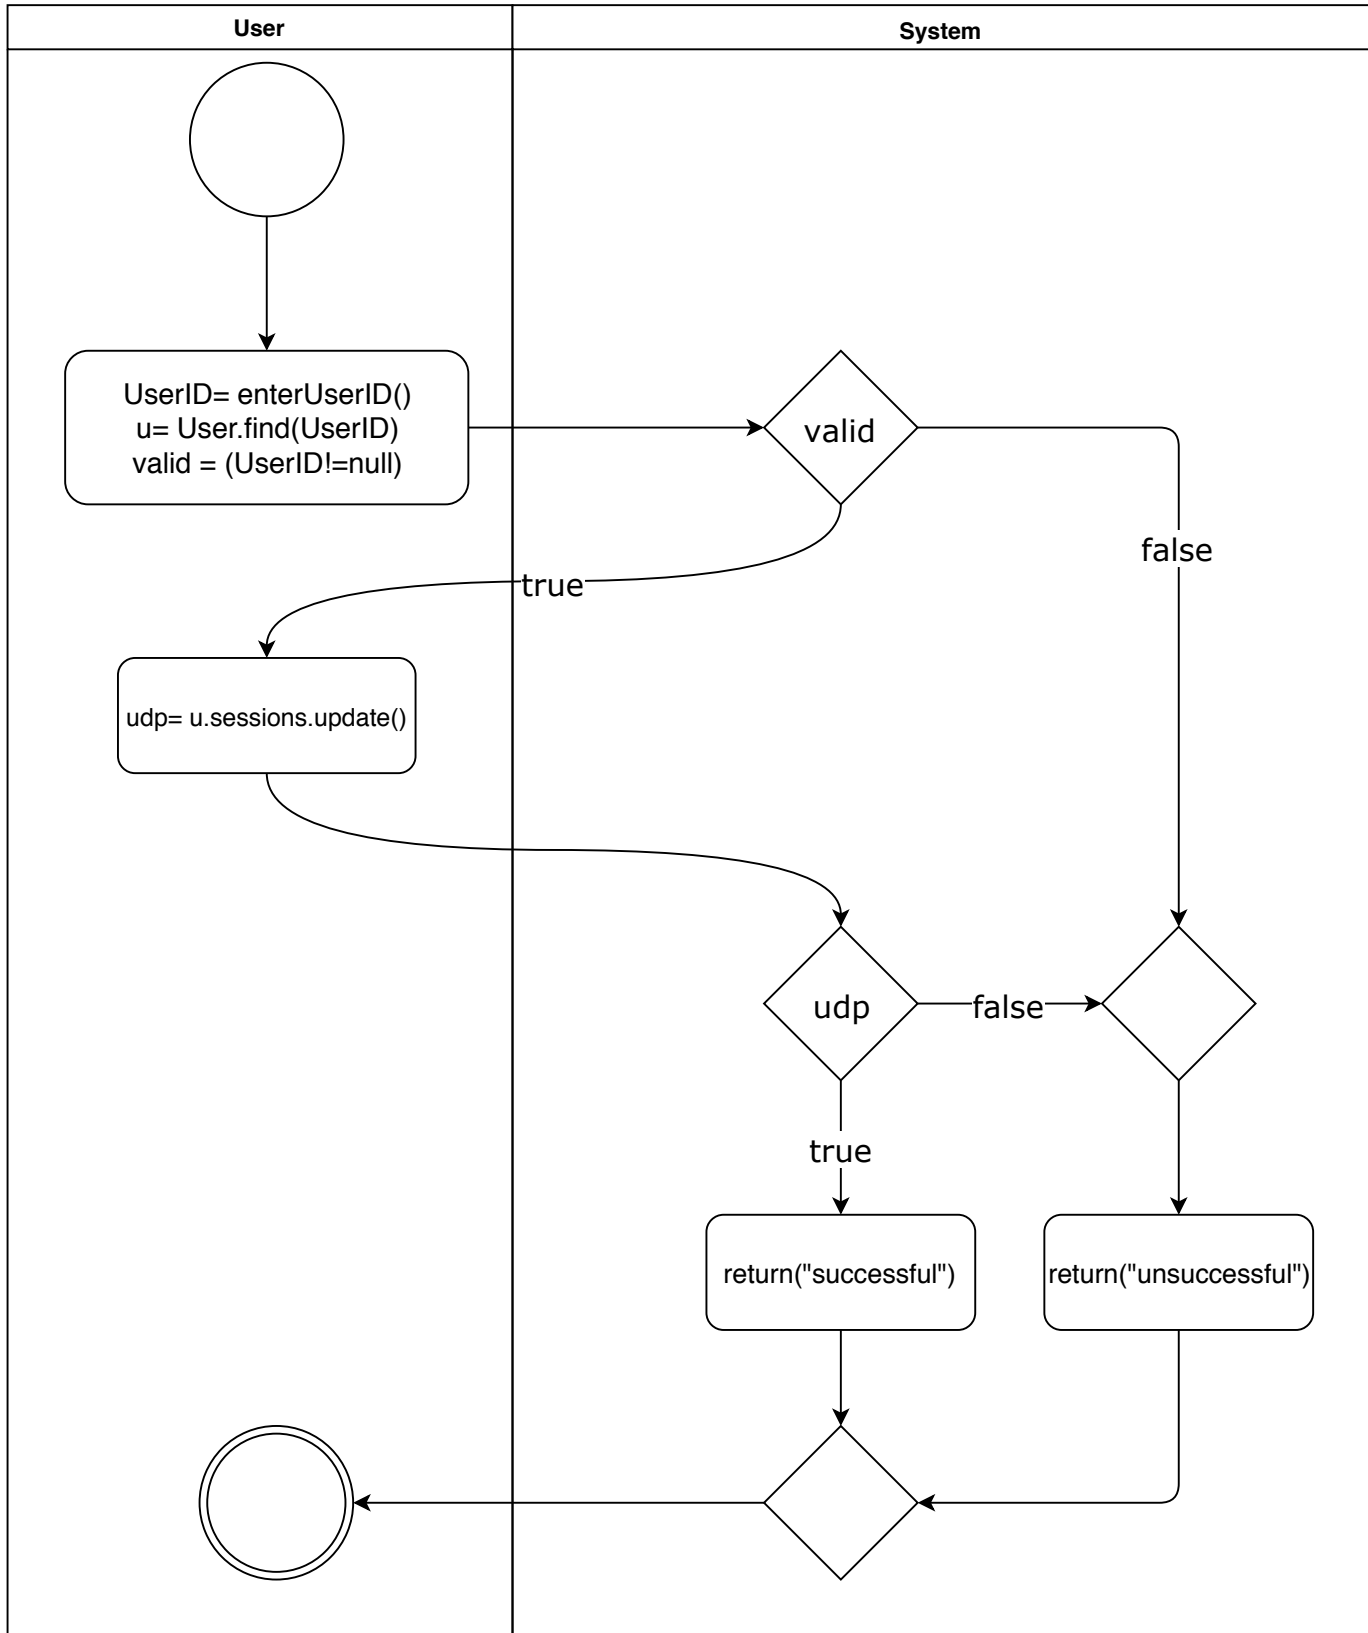 User
System
UserID= enterUserID()
u= User.find(UserID)
valid = (UserID!=null)
valid
false
true
udp= u.sessions.update()
udp
false
true
return("successful")
return("unsuccessful")